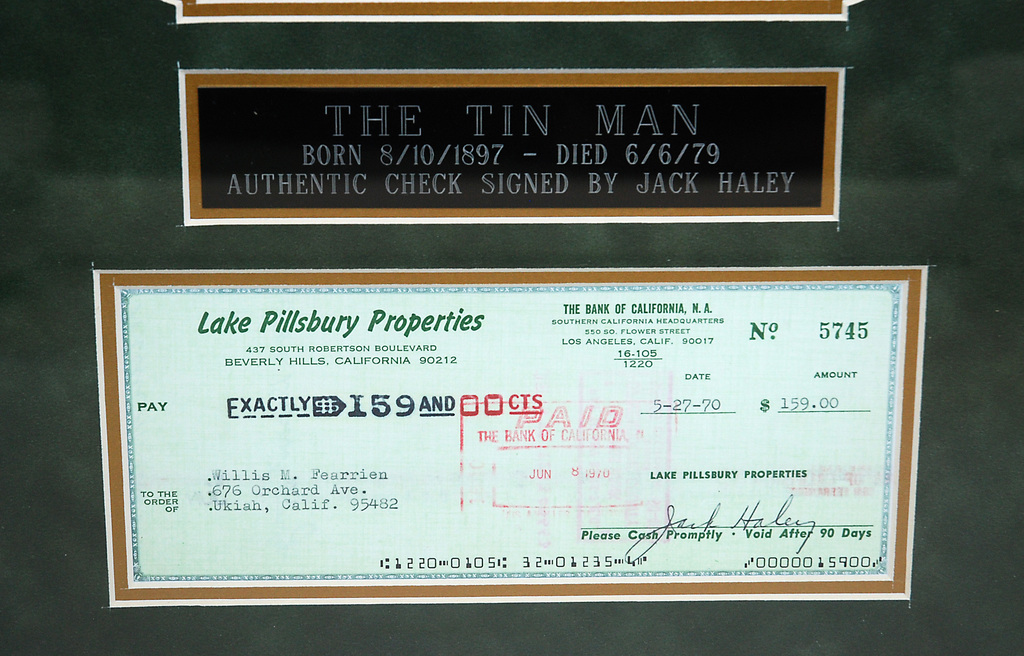 THE TIN MAN
BORN 8/10/1897 - DIED 6/6/79
AUTHENTIC CHECK SIGNED BY JACK HALEY
Lake Pillsbury Properties
437 SOUTH ROBERTSON BOULEVARD
BEVERLY HILLS, CALIFORNIA 90212
THE BANK OF CALIFORNIA, N.A.
SOUTHERN CALIFORNIA HEADQUARTERS
550 SO. FLOWER STREET
LOS ANGELES, CALIF. 90017
16-105
1220
Nº 5745
DATE
AMOUNT
PAY
EXACTLY 159 AND 00 CTS
5-27-70
$ 159.00
PAID
THE BANK OF CALIFORNIA, N.
JUN 8 1970
TO THE
ORDER
OF
.Willis M. Fearrien
.676 Orchard Ave.
.Ukiah, Calif. 95482
LAKE PILLSBURY PROPERTIES
Jack Haley
Please Cash Promptly · Void After 90 Days
⑆1220⑉0105⑆ 32⑉01235⑉4⑈ ⑇0000015900⑇